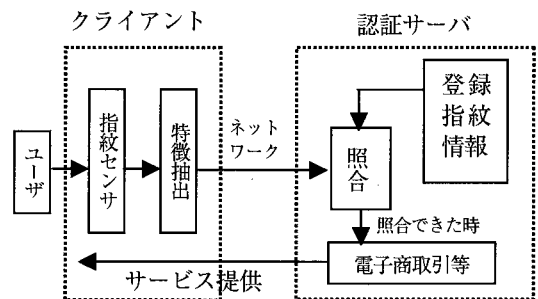 クライアント
認証サーバ
ユーザ
指紋センサ
特徴抽出
ネット
ワーク
照合
登録
指紋
情報
照合できた時
電子商取引等
サービス提供